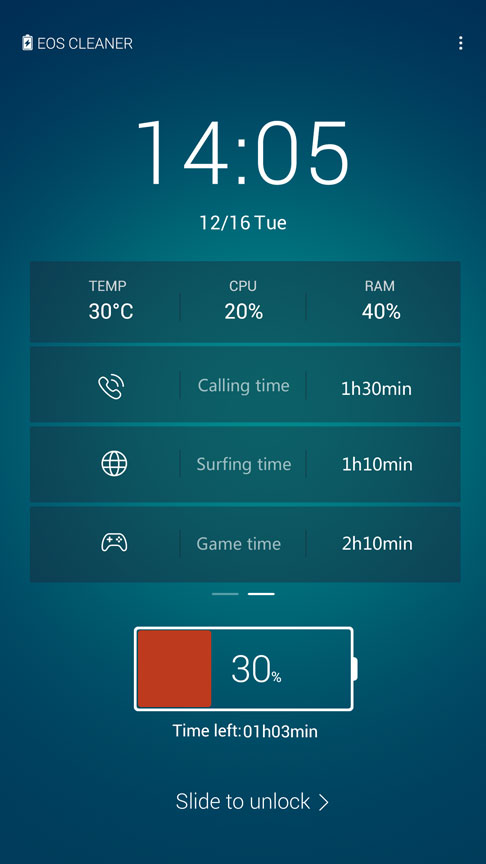 EOS CLEANER
14:05
12/16 Tue
TEMP CPU RAM
30°C 20% 40%
Calling time 1h30min
Surfing time 1h10min
Game time 2h10min
30%
Time left:01h03min
Slide to unlock